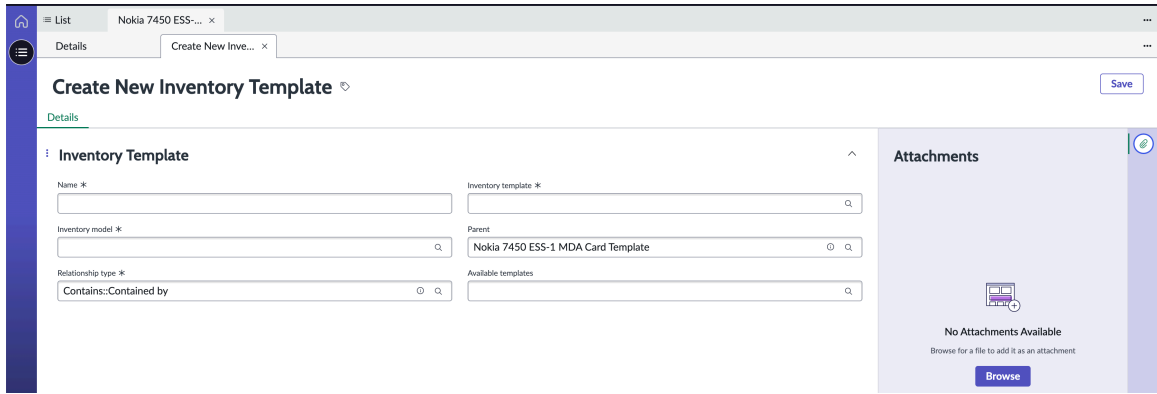 List
Nokia 7450 ESS-... ×
Details
Create New Inve... ×
Create New Inventory Template
Save
Details
Inventory Template
Attachments
Name *
Inventory template *
Inventory model *
Parent
Nokia 7450 ESS-1 MDA Card Template
Relationship type *
Available templates
Contains::Contained by
No Attachments Available
Browse for a file to add it as an attachment
Browse